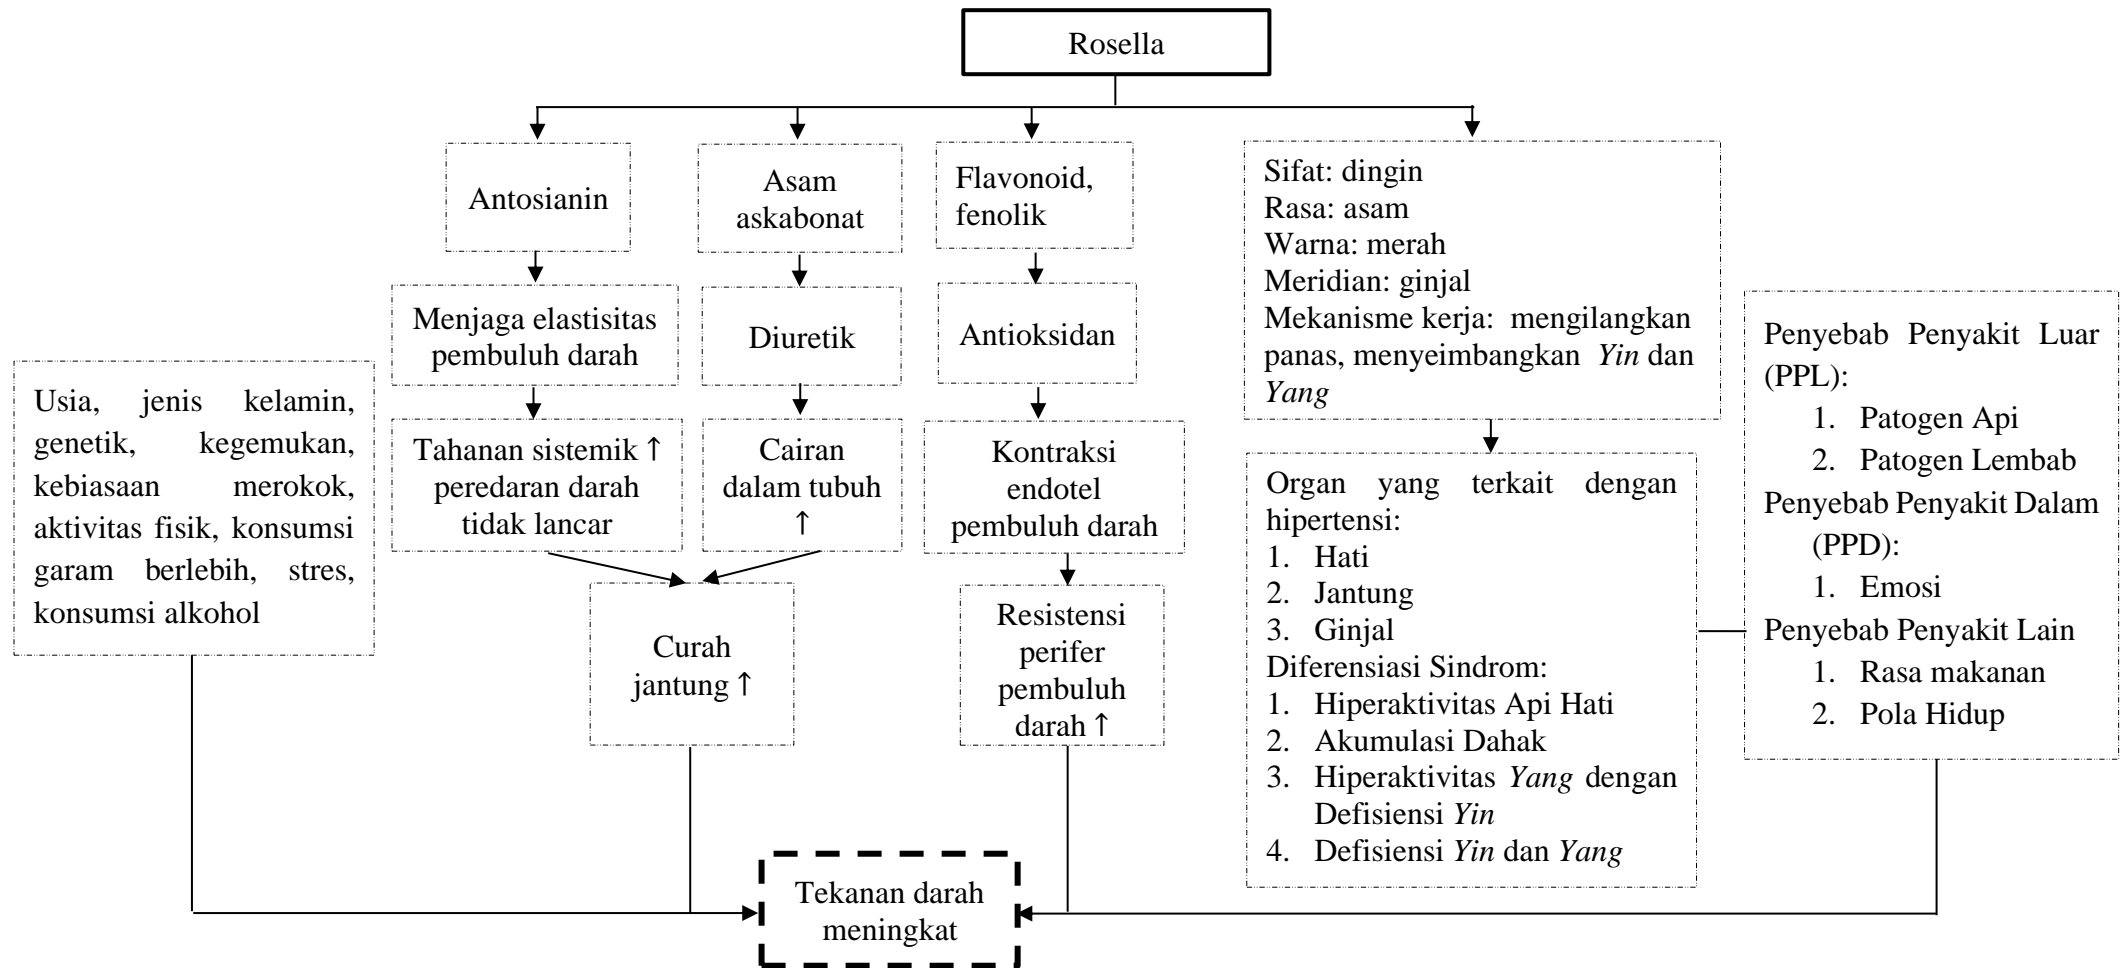 Rosella
Antosianin
Asam
askabonat
Flavonoid,
fenolik
Sifat: dingin
Rasa: asam
Warna: merah
Meridian: ginjal
Mekanisme kerja: mengilangkan
panas, menyeimbangkan Yin dan
Yang
Menjaga elastisitas
pembuluh darah
Diuretik
Antioksidan
Penyebab Penyakit Luar
(PPL):
1. Patogen Api
2. Patogen Lembab
Penyebab Penyakit Dalam
(PPD):
1. Emosi
Penyebab Penyakit Lain
1. Rasa makanan
2. Pola Hidup
Usia, jenis kelamin,
genetik, kegemukan,
kebiasaan merokok,
aktivitas fisik, konsumsi
garam berlebih, stres,
konsumsi alkohol
Tahanan sistemik ↑
peredaran darah
tidak lancar
Cairan
dalam tubuh
↑
Kontraksi
endotel
pembuluh darah
Organ yang terkait dengan
hipertensi:
1. Hati
2. Jantung
3. Ginjal
Diferensiasi Sindrom:
1. Hiperaktivitas Api Hati
2. Akumulasi Dahak
3. Hiperaktivitas Yang dengan
Defisiensi Yin
4. Defisiensi Yin dan Yang
Curah
jantung ↑
Resistensi
perifer
pembuluh
darah ↑
Tekanan darah
meningkat